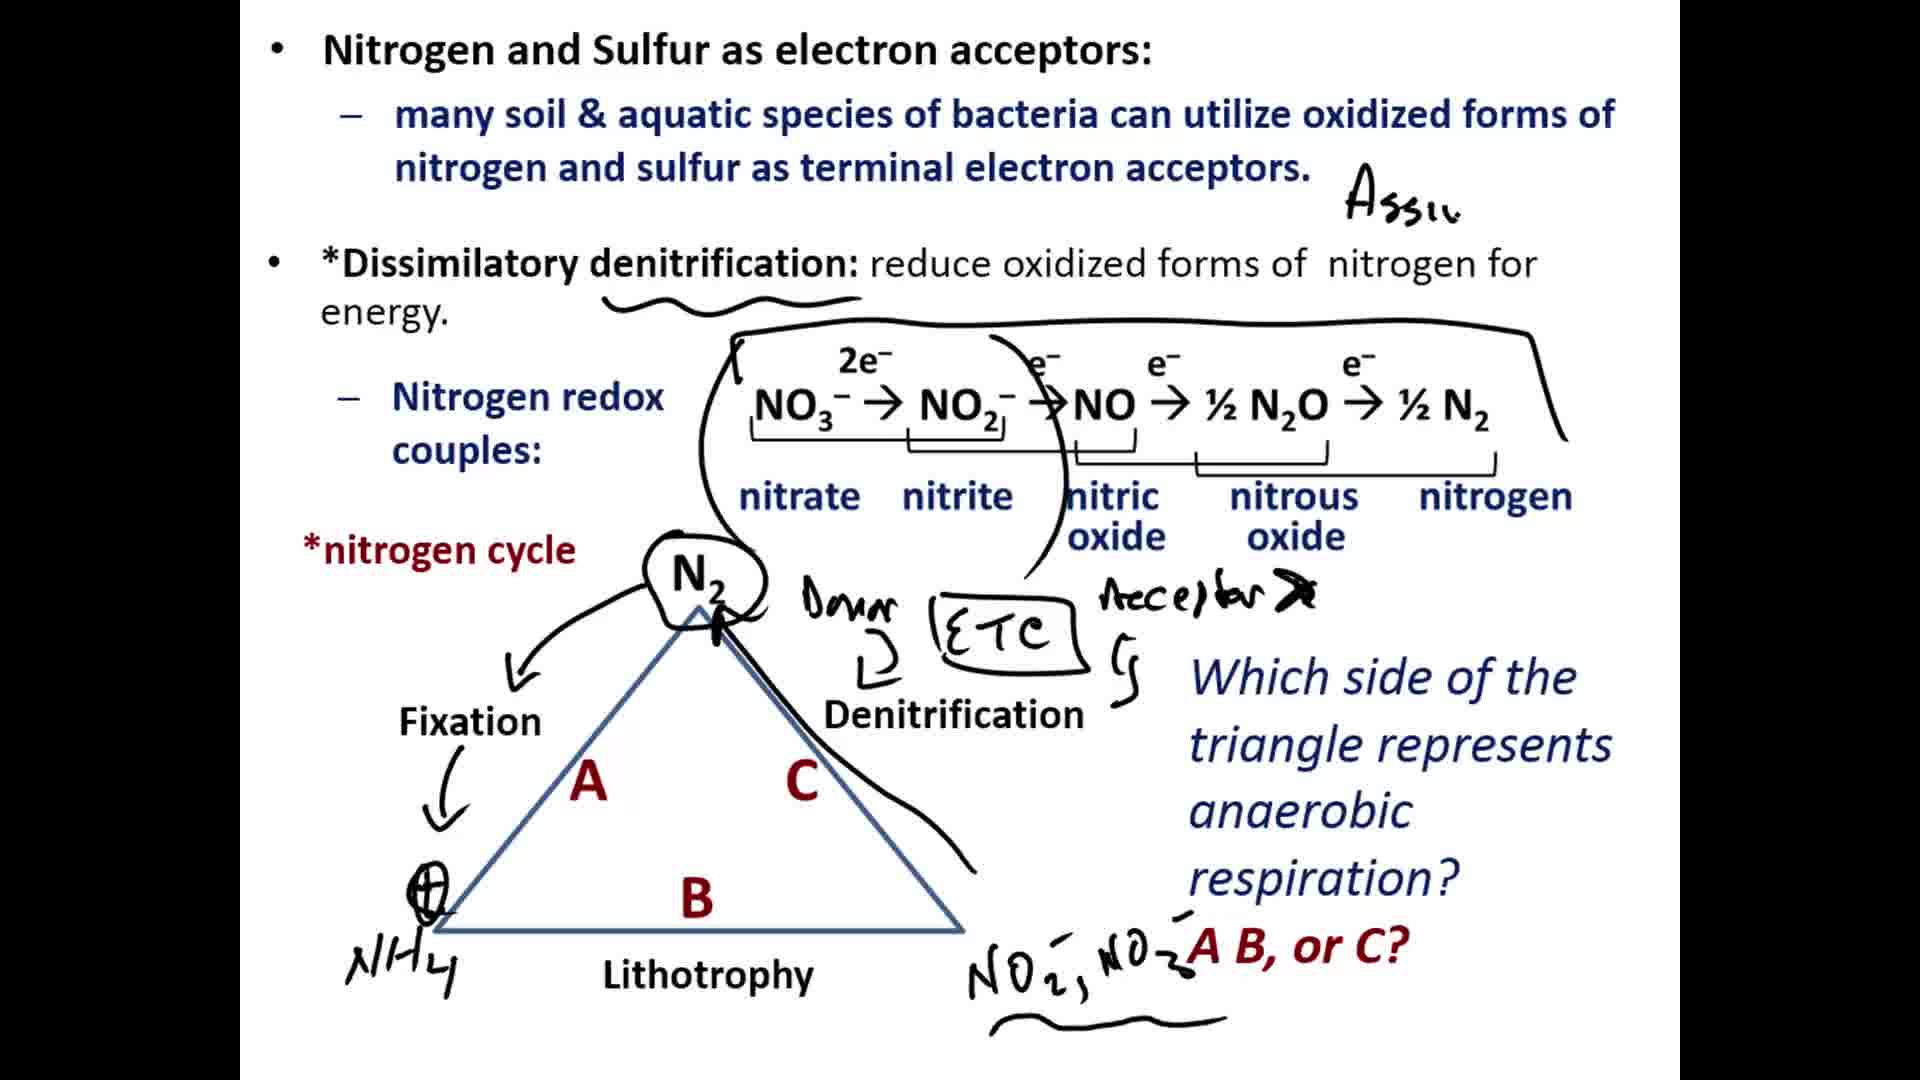 • Nitrogen and Sulfur as electron acceptors:
– many soil & aquatic species of bacteria can utilize oxidized forms of
nitrogen and sulfur as terminal electron acceptors.
• *Dissimilatory denitrification: reduce oxidized forms of nitrogen for
energy.
– Nitrogen redox
couples:
2e⁻ e⁻ e⁻ e⁻
NO₃⁻ → NO₂⁻ → NO → ½ N₂O → ½ N₂
nitrate nitrite nitric nitrous nitrogen
oxide oxide
*nitrogen cycle
N₂
Donor ETC Acceptor
Fixation
Denitrification
A C
B
NH₄ +
Lithotrophy
NO₂⁻, NO₃⁻
Which side of the
triangle represents
anaerobic
respiration?
A B, or C?